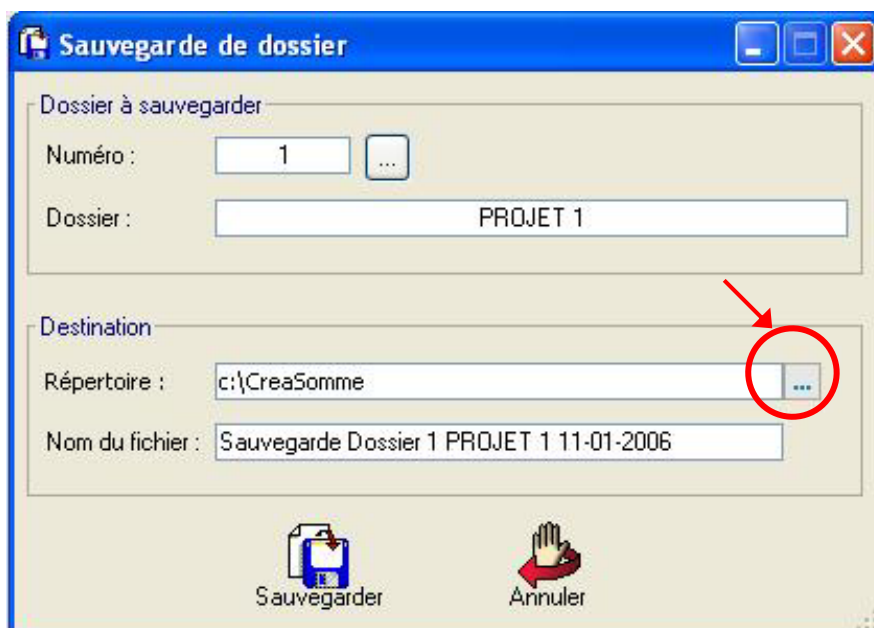 Sauvegarde de dossier
Dossier à sauvegarder
Numéro : 1 ...
Dossier : PROJET 1
Destination
Répertoire : c:\CreaSomme ...
Nom du fichier : Sauvegarde Dossier 1 PROJET 1 11-01-2006
Sauvegarder Annuler